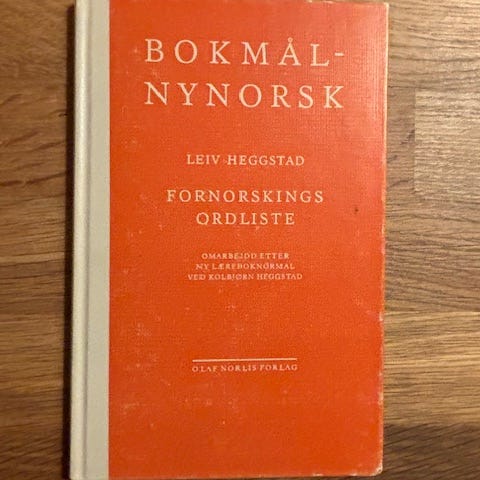 BOKMÅL-
NYNORSK
LEIV HEGGSTAD
FORNORSKINGS
ORDLISTE
OMARBEIDD ETTER
NY LÆREBOKNORMAL
VED KOLBJØRN HEGGSTAD
OLAF NORLIS FORLAG